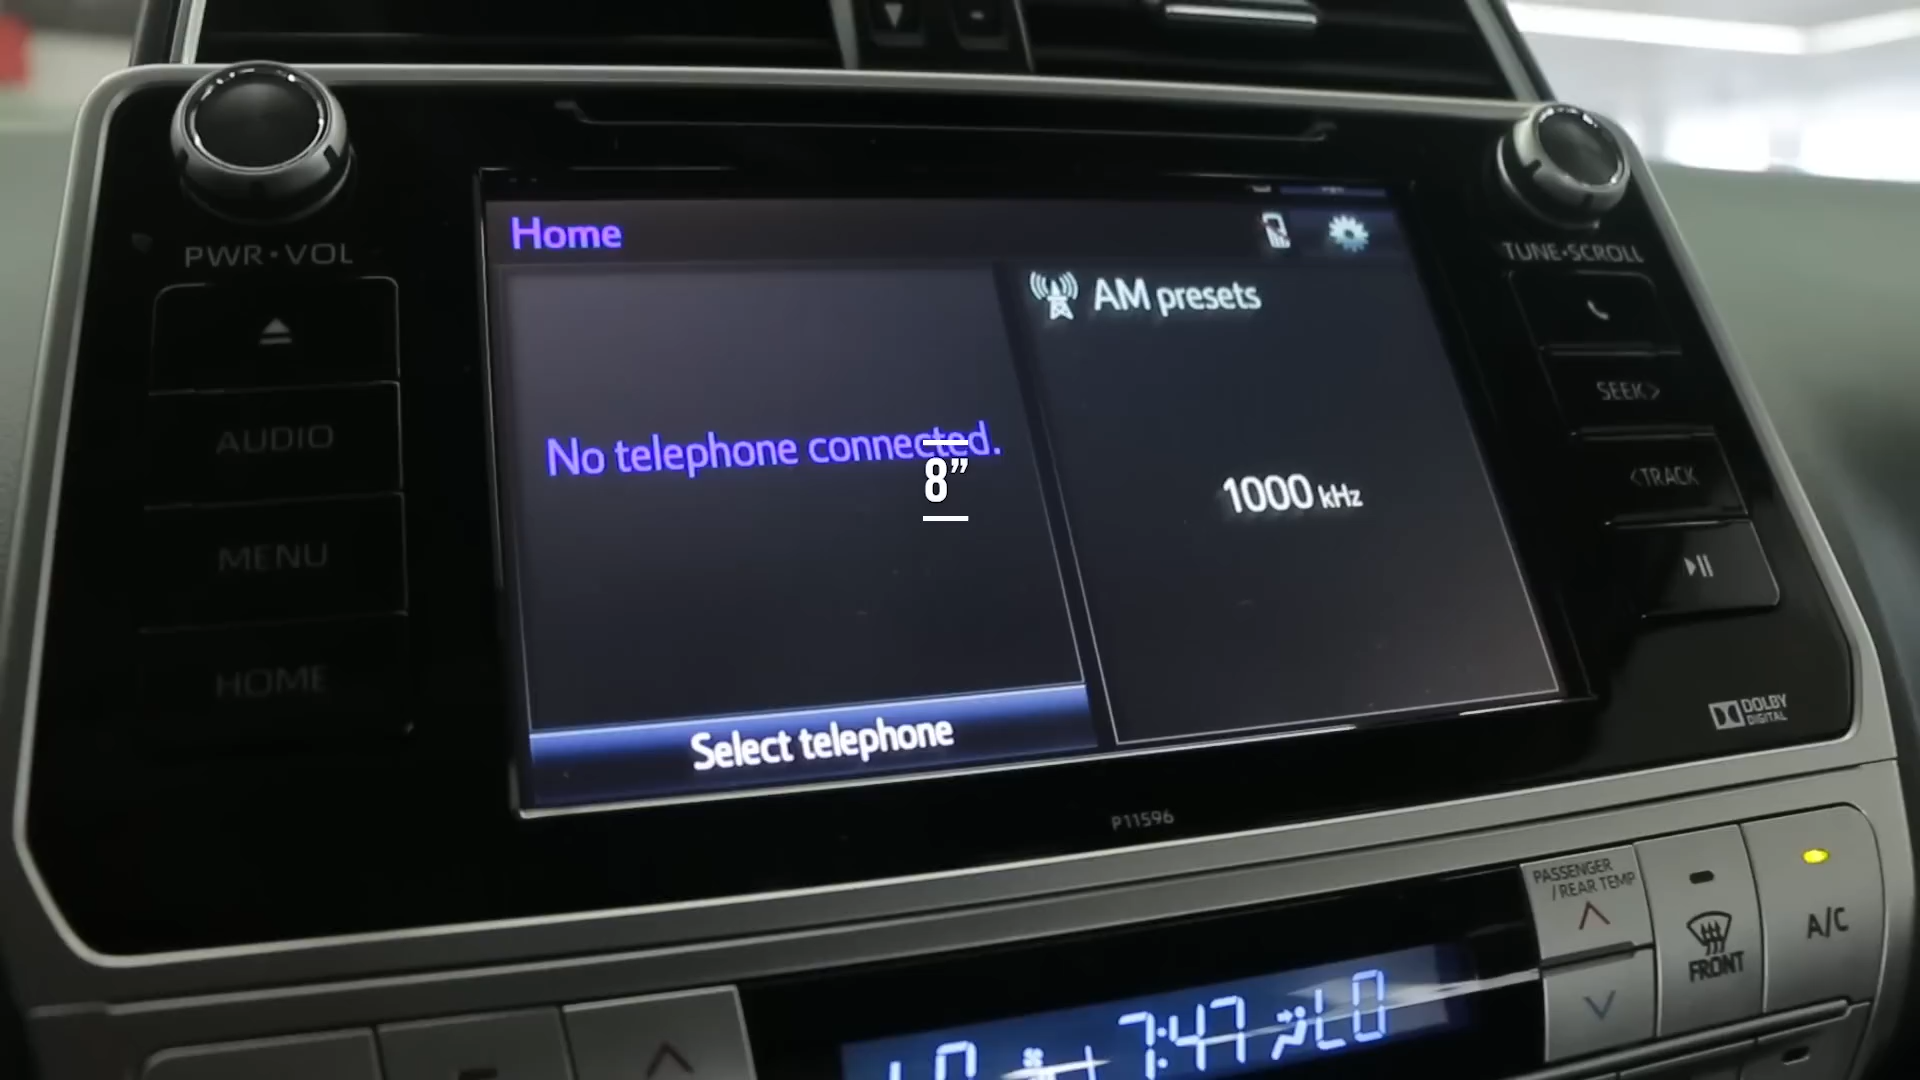 PWR•VOL
AUDIO
MENU
HOME
Home
No telephone connected.
8”
Select telephone
AM presets
1000 kHz
TUNE•SCROLL
SEEK>
<TRACK
DOLBY
DIGITAL
P11596
PASSENGER
/REAR TEMP
FRONT
A/C
LO 7:47 LO